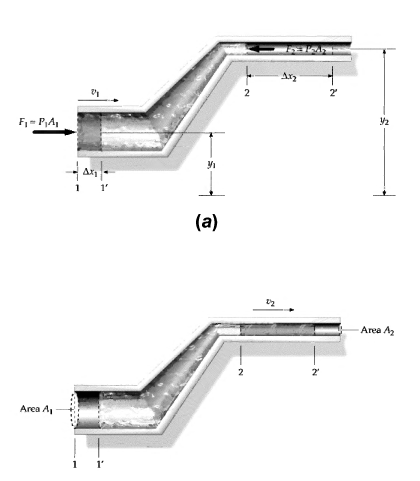 F₂ = P₂A₂
Δx₂
v₁
2
2'
F₁ = P₁A₁
y₂
y₁
Δx₁
1
1'
(a)
v₂
Area A₂
2
2'
Area A₁
1
1'